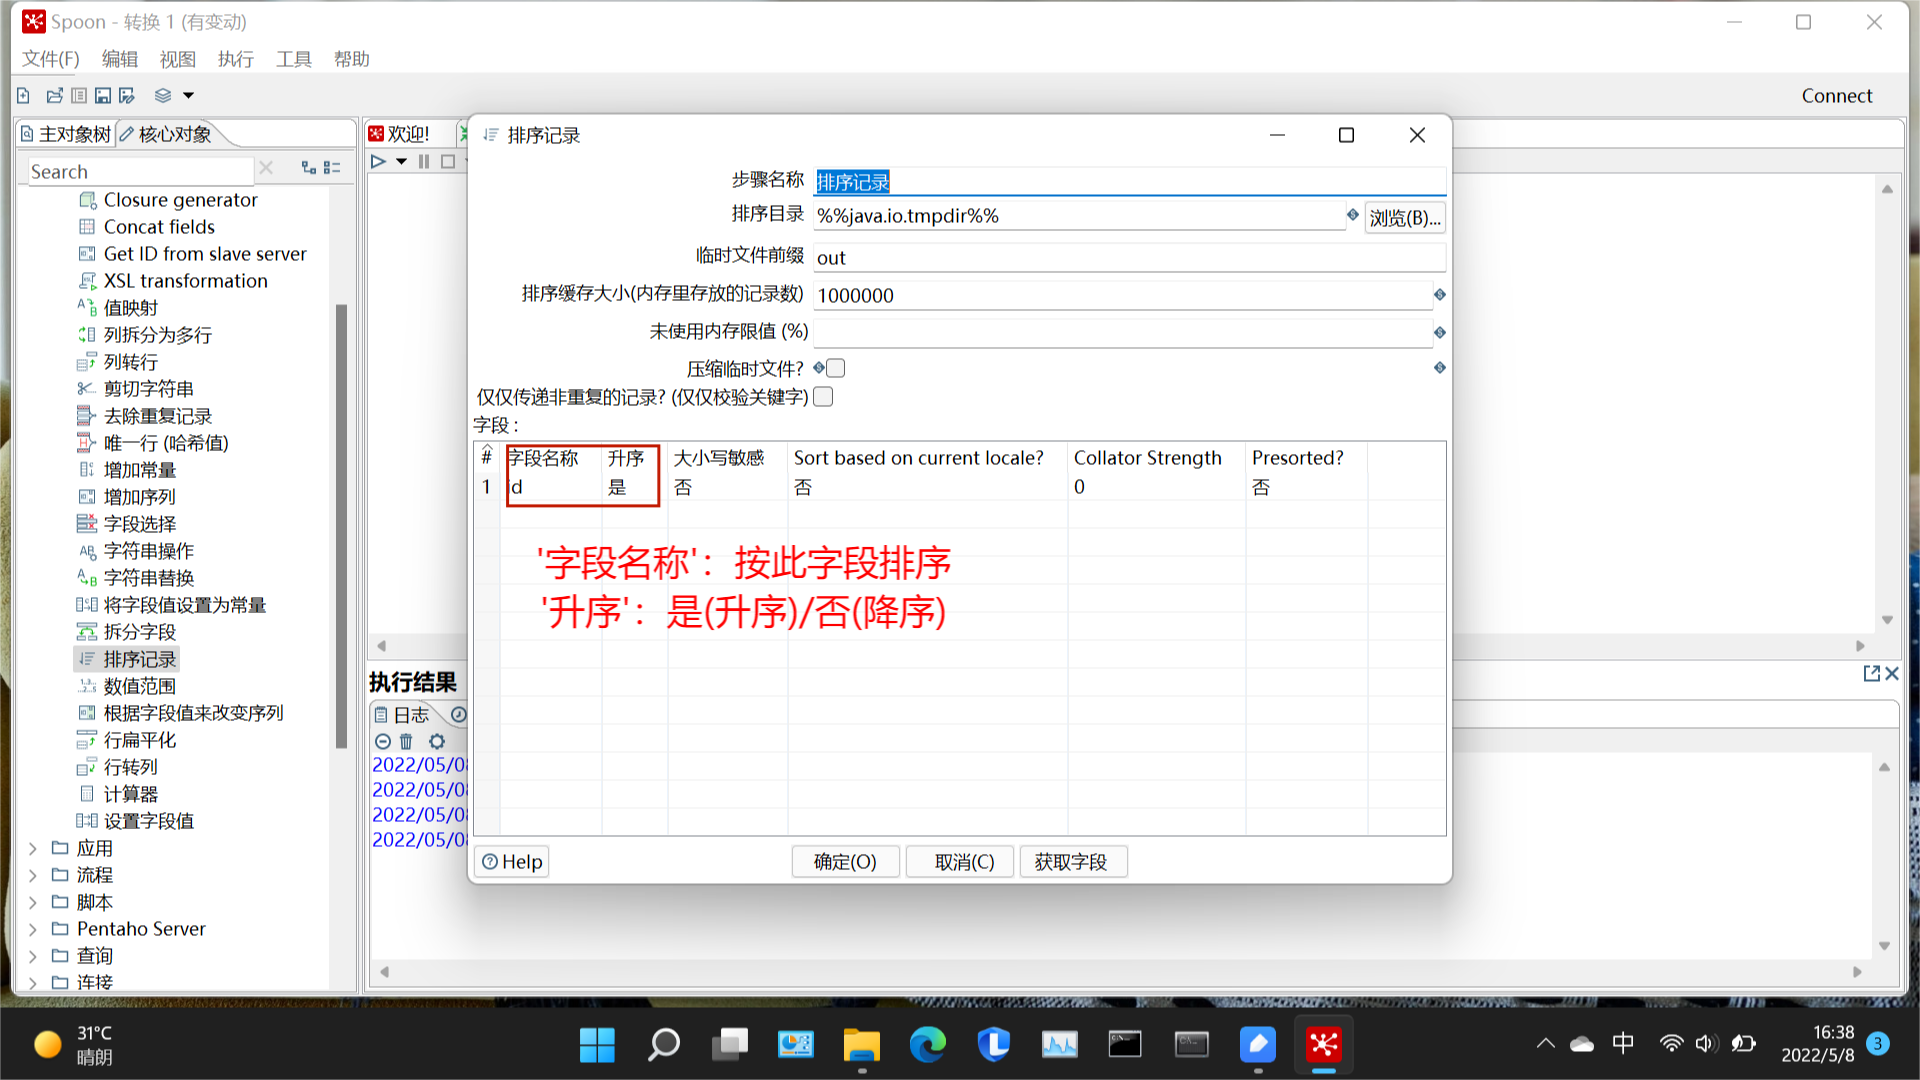 Spoon - 转换 1 (有变动)
文件(F) 编辑 视图 执行 工具 帮助
Connect
主对象树 核心对象
Search
Closure generator
Concat fields
Get ID from slave server
XSL transformation
值映射
列拆分为多行
列转行
剪切字符串
去除重复记录
唯一行 (哈希值)
增加常量
增加序列
字段选择
字符串操作
字符串替换
将字段值设置为常量
拆分字段
排序记录
数值范围
根据字段值来改变序列
行扁平化
行转列
计算器
设置字段值
应用
流程
脚本
Pentaho Server
查询
连接
欢迎!
执行结果
日志
2022/05/08
2022/05/08
2022/05/08
2022/05/08
排序记录
步骤名称 排序记录
排序目录 %%java.io.tmpdir%% 浏览(B)...
临时文件前缀 out
排序缓存大小(内存里存放的记录数) 1000000
未使用内存限值 (%)
压缩临时文件?
仅仅传递非重复的记录? (仅仅校验关键字)
字段 :
# 字段名称 升序 大小写敏感 Sort based on current locale? Collator Strength Presorted?
1 id 是 否 否 0 否
'字段名称'：按此字段排序
'升序'：是(升序)/否(降序)
Help 确定(O) 取消(C) 获取字段
31°C
晴朗
中
16:38
2022/5/8
3